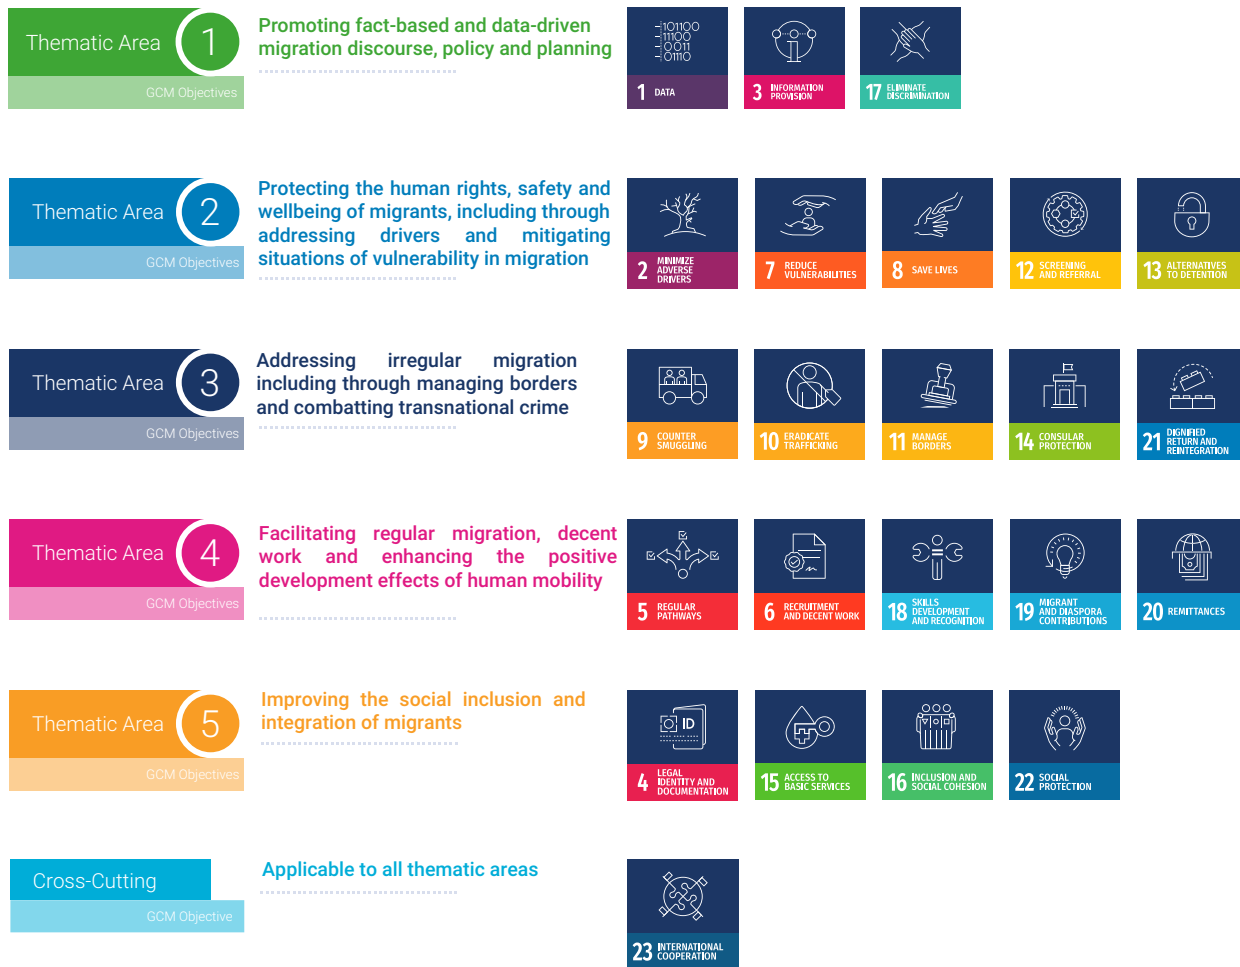 Thematic Area 1
GCM Objectives
Promoting fact-based and data-driven
migration discourse, policy and planning
101100
11100
0011
01110
1 DATA
3 INFORMATION
PROVISION
17 ELIMINATE
DISCRIMINATION
Thematic Area 2
GCM Objectives
Protecting the human rights, safety and
wellbeing of migrants, including through
addressing drivers and mitigating
situations of vulnerability in migration
2 MINIMIZE
ADVERSE
DRIVERS
7 REDUCE
VULNERABILITIES
8 SAVE LIVES
12 SCREENING
AND REFERRAL
13 ALTERNATIVES
TO DETENTION
Thematic Area 3
GCM Objectives
Addressing irregular migration
including through managing borders
and combatting transnational crime
9 COUNTER
SMUGGLING
10 ERADICATE
TRAFFICKING
11 MANAGE
BORDERS
14 CONSULAR
PROTECTION
21 DIGNIFIED
RETURN AND
REINTEGRATION
Thematic Area 4
GCM Objectives
Facilitating regular migration, decent
work and enhancing the positive
development effects of human mobility
5 REGULAR
PATHWAYS
6 RECRUITMENT
AND DECENT WORK
18 SKILLS
DEVELOPMENT
AND RECOGNITION
19 MIGRANT
AND DIASPORA
CONTRIBUTIONS
20 REMITTANCES
Thematic Area 5
GCM Objectives
Improving the social inclusion and
integration of migrants
ID
4 LEGAL
IDENTITY AND
DOCUMENTATION
15 ACCESS TO
BASIC SERVICES
16 INCLUSION AND
SOCIAL COHESION
22 SOCIAL
PROTECTION
Cross-Cutting
GCM Objective
Applicable to all thematic areas
23 INTERNATIONAL
COOPERATION